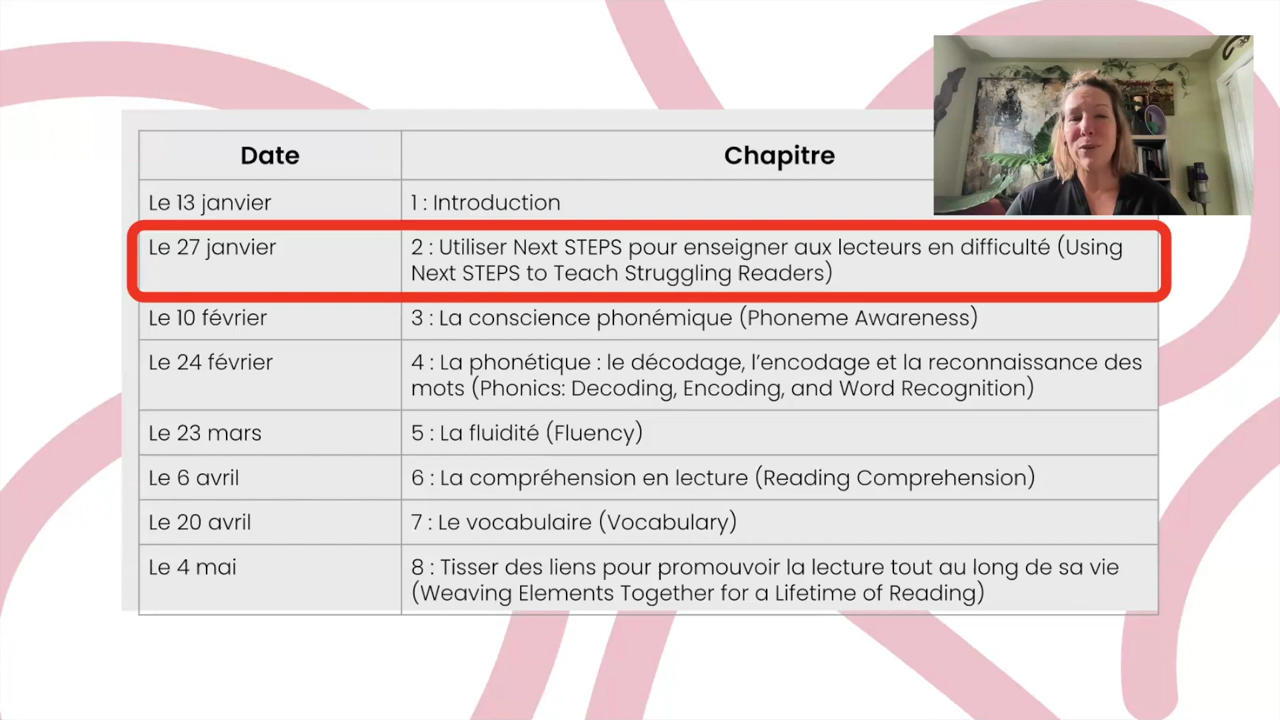 Date
Chapitre
Le 13 janvier
1 : Introduction
Le 27 janvier
2 : Utiliser Next STEPS pour enseigner aux lecteurs en difficulté (Using
Next STEPS to Teach Struggling Readers)
Le 10 février
3 : La conscience phonémique (Phoneme Awareness)
Le 24 février
4 : La phonétique : le décodage, l’encodage et la reconnaissance des
mots (Phonics: Decoding, Encoding, and Word Recognition)
Le 23 mars
5 : La fluidité (Fluency)
Le 6 avril
6 : La compréhension en lecture (Reading Comprehension)
Le 20 avril
7 : Le vocabulaire (Vocabulary)
Le 4 mai
8 : Tisser des liens pour promouvoir la lecture tout au long de sa vie
(Weaving Elements Together for a Lifetime of Reading)